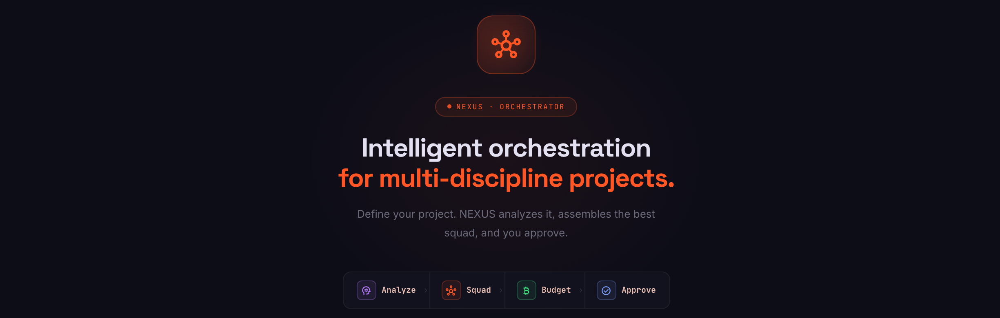 NEXUS · ORCHESTRATOR
Intelligent orchestration
for multi-discipline projects.
Define your project. NEXUS analyzes it, assembles the best
squad, and you approve.
Analyze › Squad › Budget › Approve